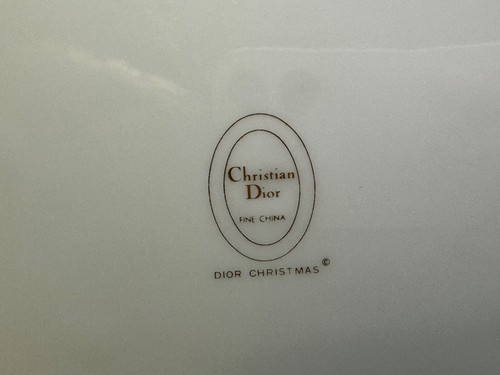 Christian
Dior
FINE CHINA
DIOR CHRISTMAS ©